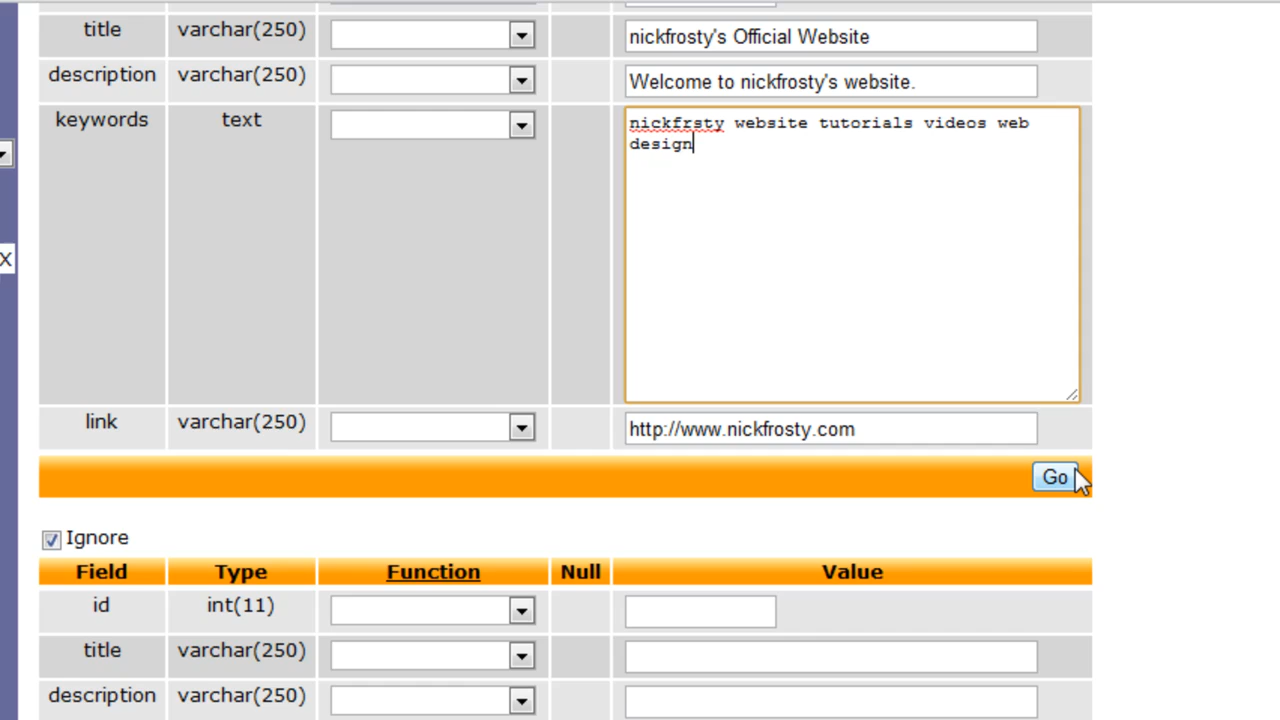 title varchar(250) nickfrosty's Official Website
description varchar(250) Welcome to nickfrosty's website.
keywords text nickfrsty website tutorials videos web
design
X
link varchar(250) http://www.nickfrosty.com
Go
Ignore
Field Type Function Null Value
id int(11)
title varchar(250)
description varchar(250)